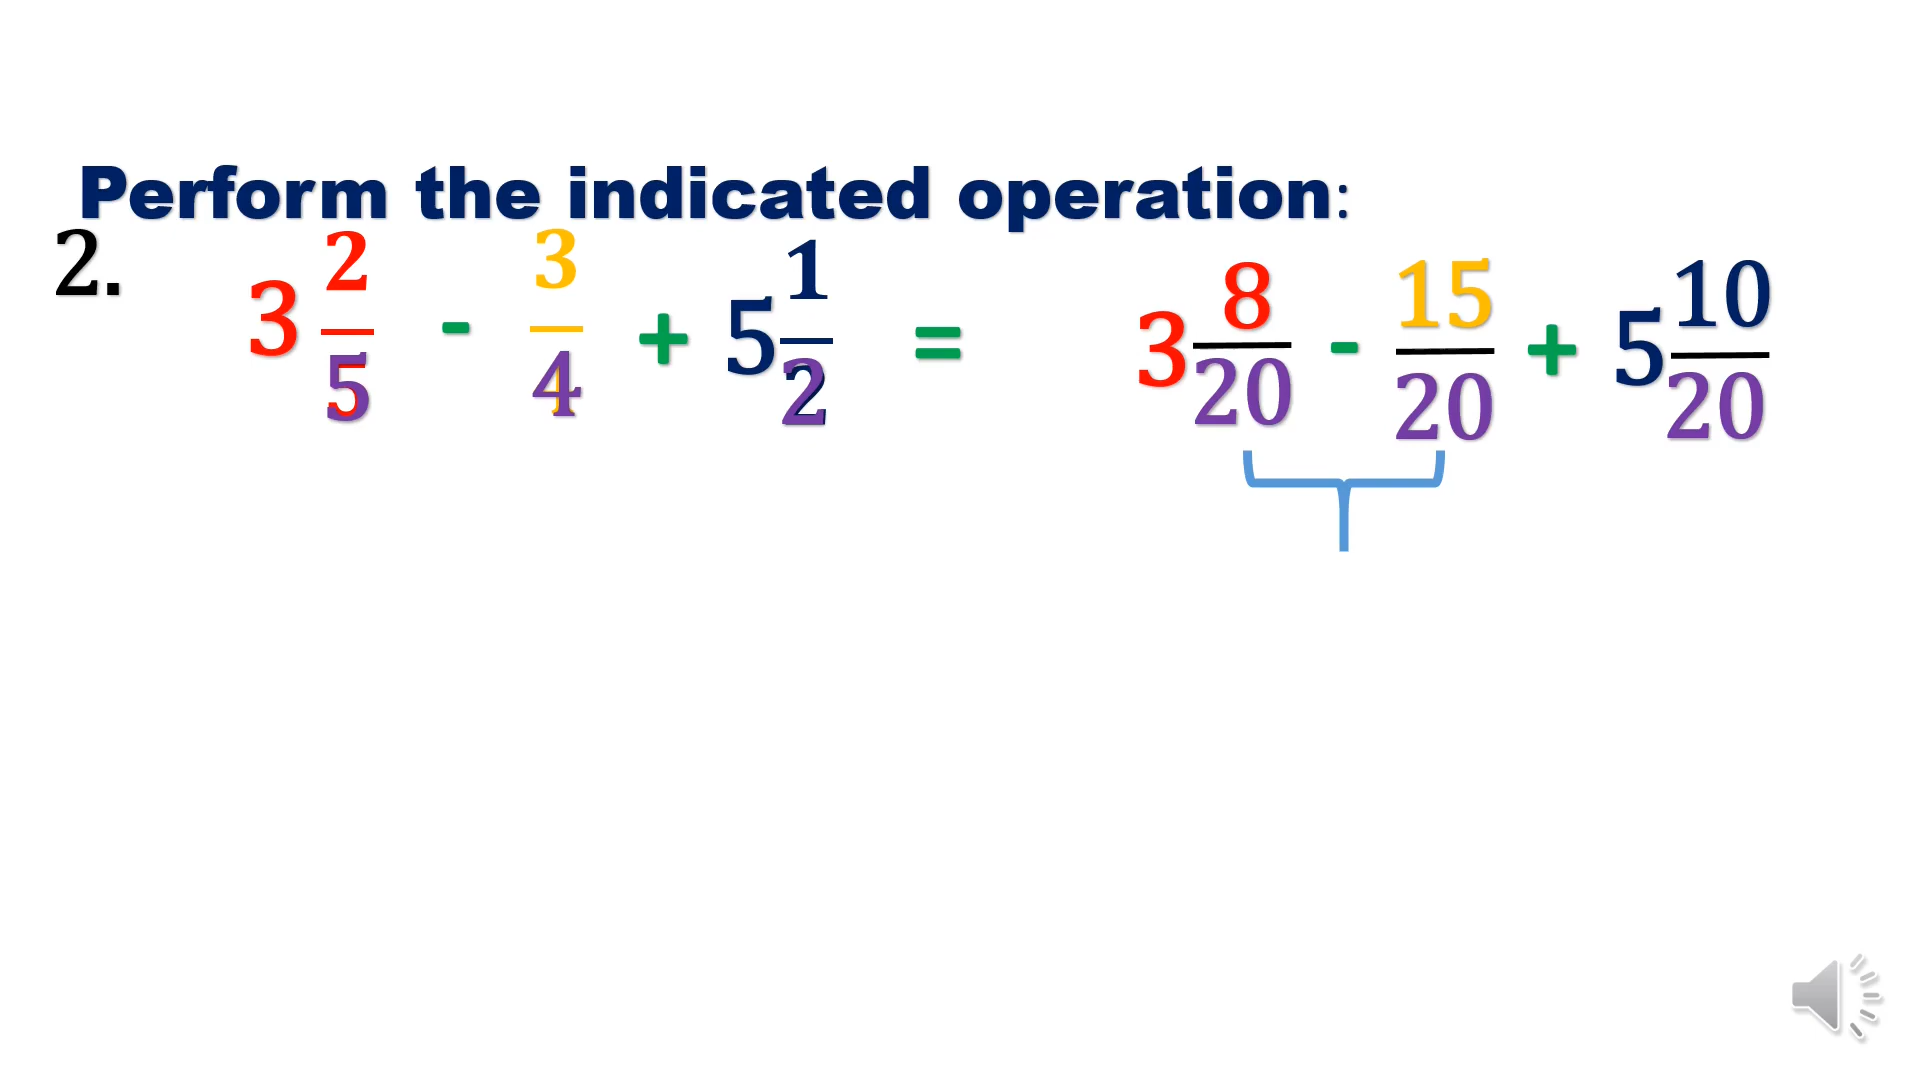 Perform the indicated operation:
2. 3 2/5 - 3/4 + 5 1/2 = 3 8/20 - 15/20 + 5 10/20